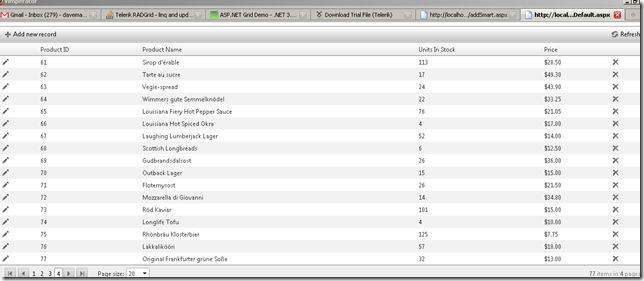 Vimperator
Gmail - Inbox (279) - davema... Telerik RADGrid - linq and upd... ASP.NET Grid Demo - .NET 3.... Download Trial File (Telerik) http://localho...addSmart.aspx http://local...Default.aspx
Add new record Refresh
Product ID Product Name Units In Stock Price
61 Sirop d'érable 113 $28.50
62 Tarte au sucre 17 $49.30
63 Vegie-spread 24 $43.90
64 Wimmers gute Semmelknödel 22 $33.25
65 Louisiana Fiery Hot Pepper Sauce 76 $21.05
66 Louisiana Hot Spiced Okra 4 $17.00
67 Laughing Lumberjack Lager 52 $14.00
68 Scottish Longbreads 6 $12.50
69 Gudbrandsdalsost 26 $36.00
70 Outback Lager 15 $15.00
71 Flotemysost 26 $21.50
72 Mozzarella di Giovanni 14 $34.80
73 Röd Kaviar 101 $15.00
74 Longlife Tofu 4 $10.00
75 Rhönbräu Klosterbier 125 $7.75
76 Lakkalikööri 57 $18.00
77 Original Frankfurter grüne Soße 32 $13.00
1 2 3 4 Page size: 20 77 items in 4 pages